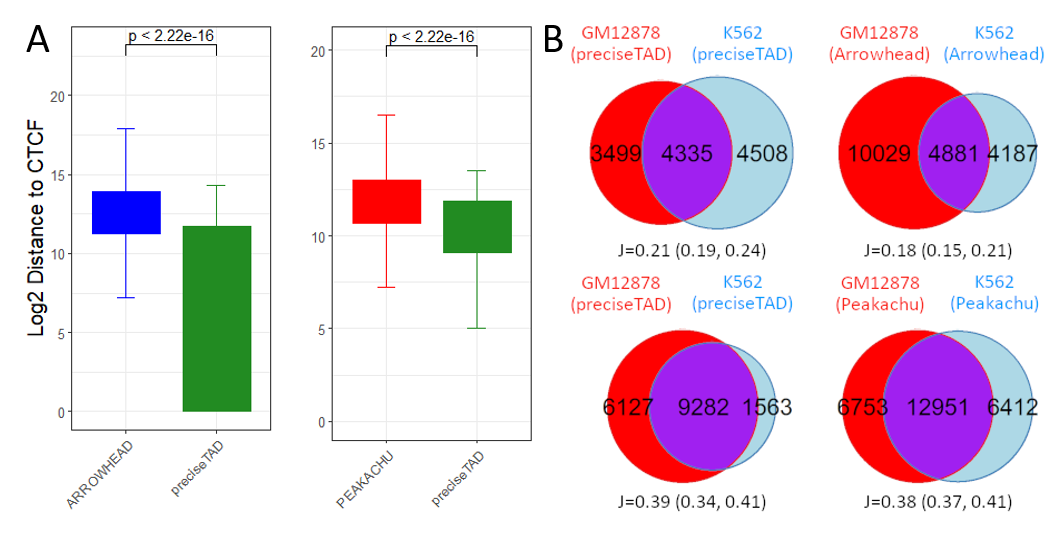 A
p < 2.22e-16
Log2 Distance to CTCF
20
15
10
5
0
ARROWHEAD
preciseTAD
p < 2.22e-16
20
15
10
5
0
PEAKACHU
preciseTAD
B
GM12878
(preciseTAD)
K562
(preciseTAD)
3499 4335 4508
J=0.21 (0.19, 0.24)
GM12878
(Arrowhead)
K562
(Arrowhead)
10029 4881 4187
J=0.18 (0.15, 0.21)
GM12878
(preciseTAD)
K562
(preciseTAD)
6127 9282 1563
J=0.39 (0.34, 0.41)
GM12878
(Peakachu)
K562
(Peakachu)
6753 12951 6412
J=0.38 (0.37, 0.41)